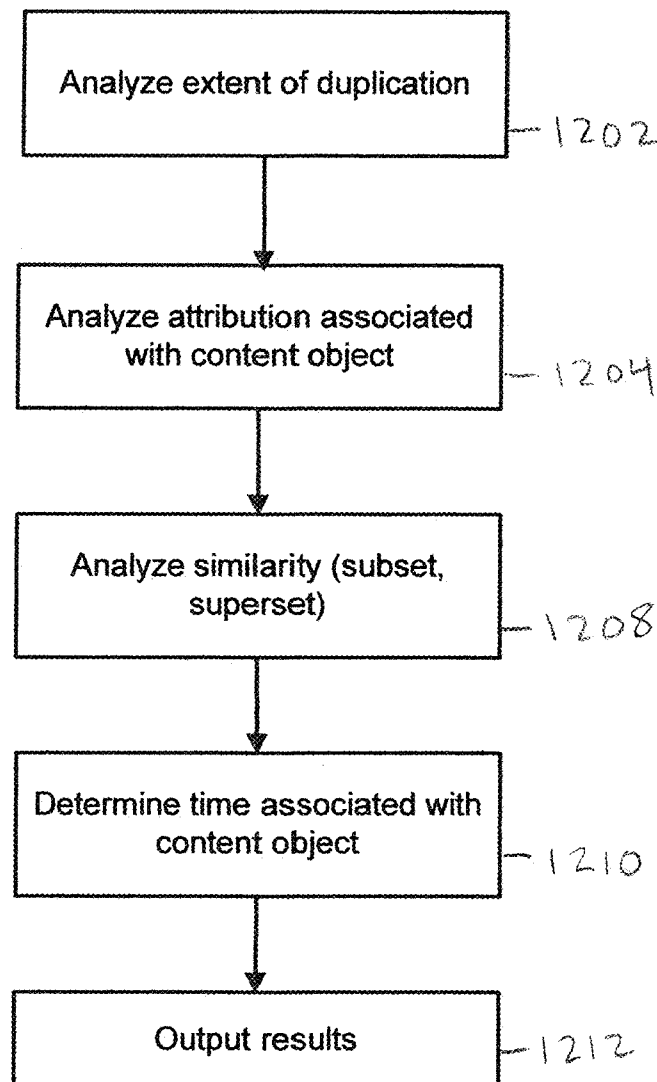 Analyze extent of duplication
1202
Analyze attribution associated
with content object
1204
Analyze similarity (subset,
superset)
1208
Determine time associated with
content object
1210
Output results
1212